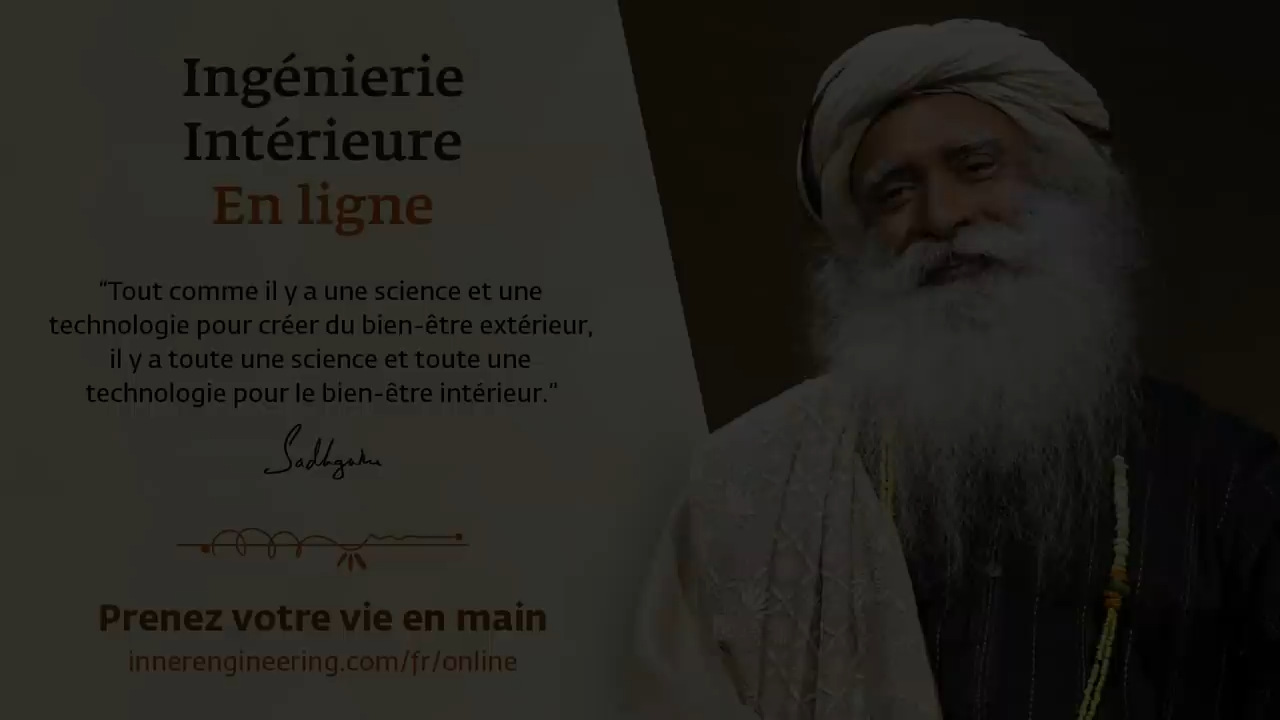 Ingénierie
Intérieure
En ligne
“Tout comme il y a une science et une
technologie pour créer du bien-être extérieur,
il y a toute une science et toute une
technologie pour le bien-être intérieur.“
Sadhguru
Prenez votre vie en main
innerengineering.com/fr/online